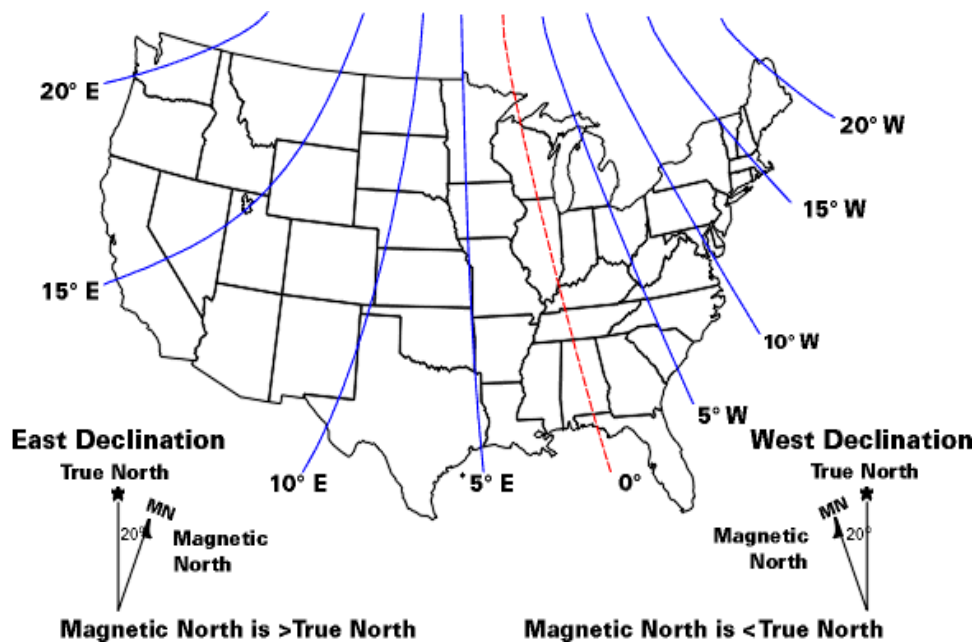 20° E
20° W
15° W
15° E
10° W
5° W
East Declination
West Declination
True North
10° E
5° E
0°
True North
MN
20°
Magnetic
North
MN
20°
Magnetic
North
Magnetic North is >True North
Magnetic North is <True North